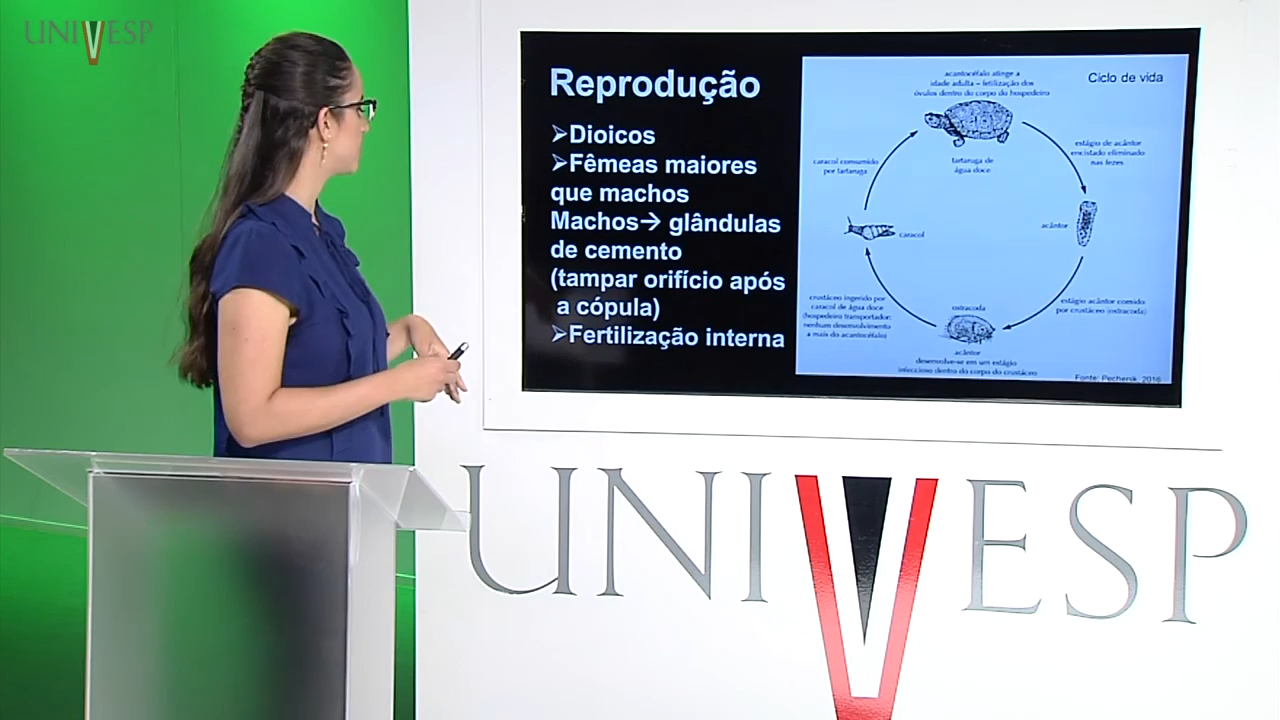 UNIVESP
Reprodução
➢Dioicos
➢Fêmeas maiores
que machos
Machos→ glândulas
de cemento
(tampar orifício após
a cópula)
➢Fertilização interna
Ciclo de vida
acantocéfalo atinge a
idade adulta – fetilização dos
óvulos dentro do corpo do hospedeiro
tartaruga de
água doce
estágio de acântor
encistado eliminado
nas fezes
acântor
estágio acântor comido
por crustáceo (ostracoda)
ostracoda
acântor
desenvolve-se em um estágio
infeccioso dentro do corpo do crustáceo
crustáceo ingerido por
caracol de água doce
(hospedeiro transportador:
nenhum desenvolvimento
a mais do acantocéfalo)
caracol
caracol consumido
por tartaruga
Fonte: Pechenik, 2016
UNIVESP